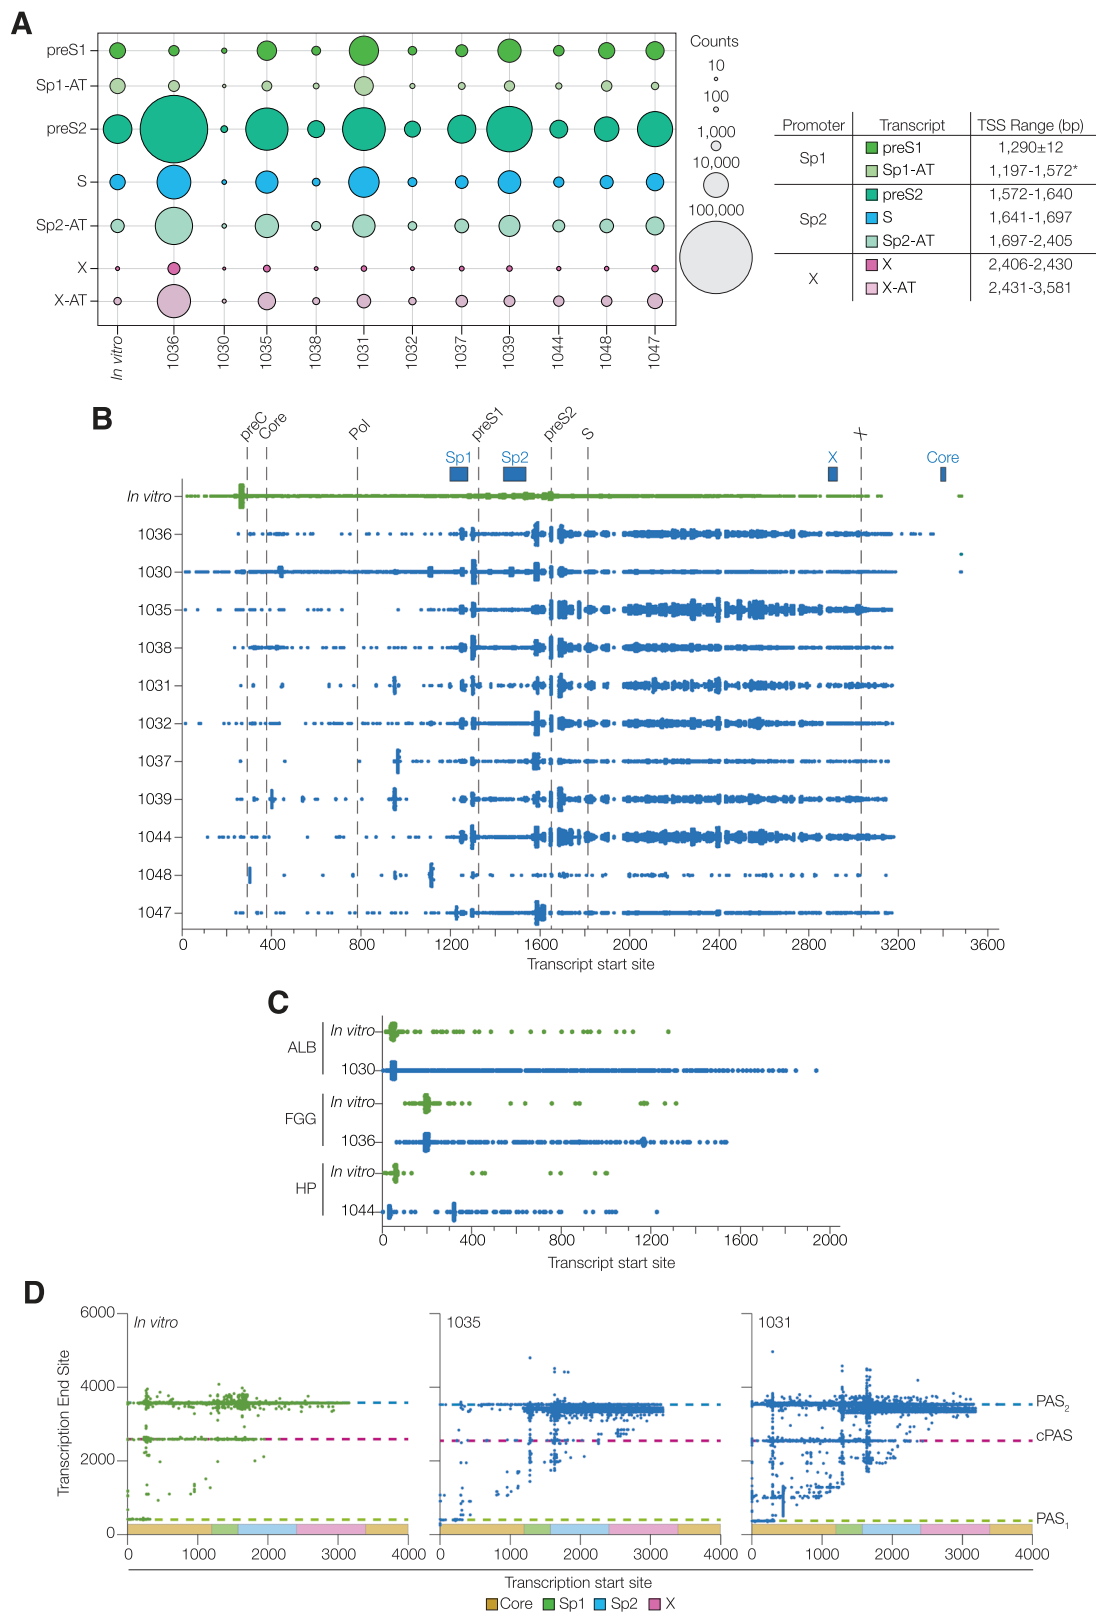 A
preS1
Sp1-AT
preS2
S
Sp2-AT
X
X-AT
In vitro
1036
1030
1035
1038
1031
1032
1037
1039
1044
1048
1047
Counts
10
100
1,000
10,000
100,000
Promoter Transcript TSS Range (bp)
Sp1 preS1 1,290±12
Sp1-AT 1,197-1,572*
Sp2 preS2 1,572-1,640
S 1,641-1,697
Sp2-AT 1,697-2,405
X X 2,406-2,430
X-AT 2,431-3,581
B
preC
Core
Pol
preS1
preS2
S
X
Sp1 Sp2 X Core
In vitro
1036
1030
1035
1038
1031
1032
1037
1039
1044
1048
1047
0 400 800 1200 1600 2000 2400 2800 3200 3600
Transcript start site
C
ALB
In vitro
1030
FGG
In vitro
1036
HP
In vitro
1044
0 400 800 1200 1600 2000
Transcript start site
D
Transcription End Site
6000
4000
2000
0
In vitro
1035
1031
PAS2
cPAS
PAS1
0 1000 2000 3000 4000
0 1000 2000 3000 4000
0 1000 2000 3000 4000
Transcription start site
Core Sp1 Sp2 X